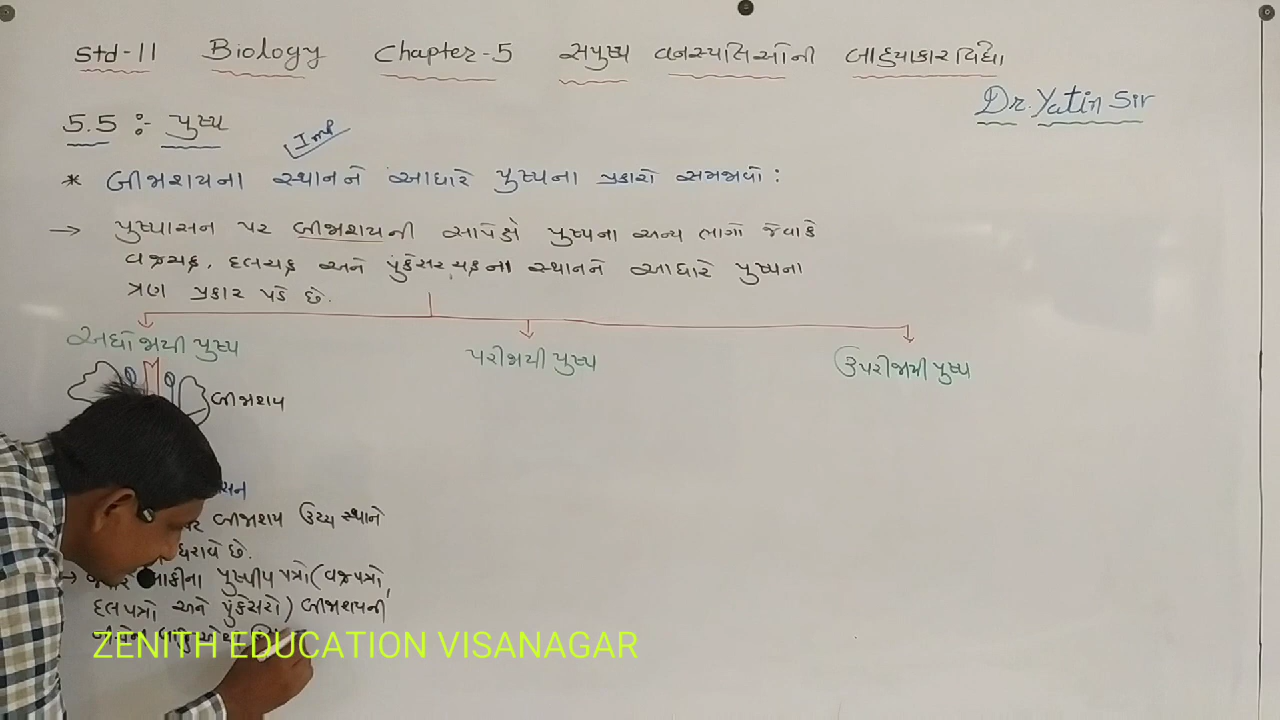 Std-11 Biology Chapter-5 સપુષ્પ વનસ્પતિઓની બાહ્યાકારવિદ્યા
Dr. Yatin Sir
5.5 :- પુષ્પ
Imp
* બીજાશયના સ્થાનને આધારે પુષ્પના પ્રકારો સમજાવો :
→ પુષ્પાસન પર બીજાશયની સાપેક્ષે પુષ્પના અન્ય ભાગો જેવાકે
વજ્રચક્ર, દલચક્ર અને પુંકેસરચક્રના સ્થાનને આધારે પુષ્પના
ત્રણ પ્રકાર પડે છે.
અધોજાયી પુષ્પ પરીજાયી પુષ્પ ઉપરીજાયી પુષ્પ
બીજાશય
બીજાશય ઉચ્ચ સ્થાને
ધરાવે છે.
→ બાકીના પુષ્પીય પત્રો (વજ્રપત્રો,
દલપત્રો અને પુંકેસરો) બીજાશયની
ZENITH EDUCATION VISANAGAR